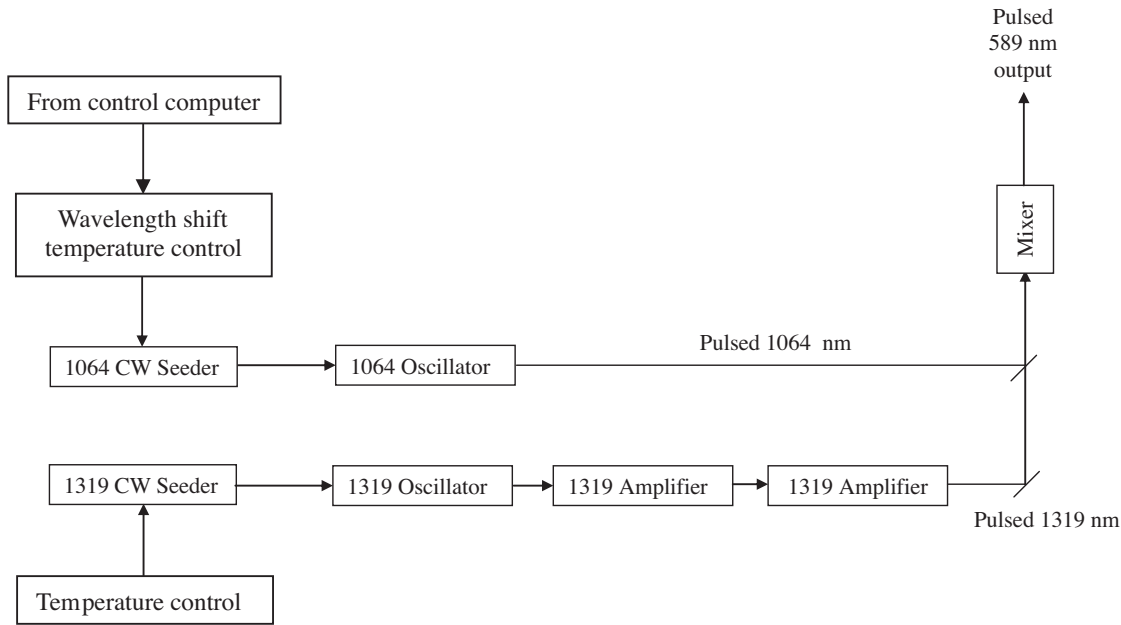 Pulsed
589 nm
output
From control computer
Wavelength shift
temperature control
Mixer
Pulsed 1064 nm
1064 CW Seeder
1064 Oscillator
1319 CW Seeder
1319 Oscillator
1319 Amplifier
1319 Amplifier
Pulsed 1319 nm
Temperature control